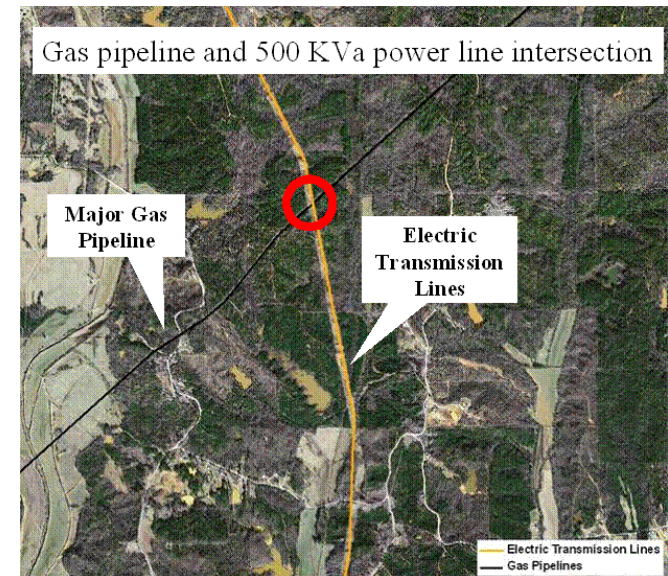 Gas pipeline and 500 KVa power line intersection
Major Gas
Pipeline
Electric
Transmission
Lines
Electric Transmission Lines
Gas Pipelines